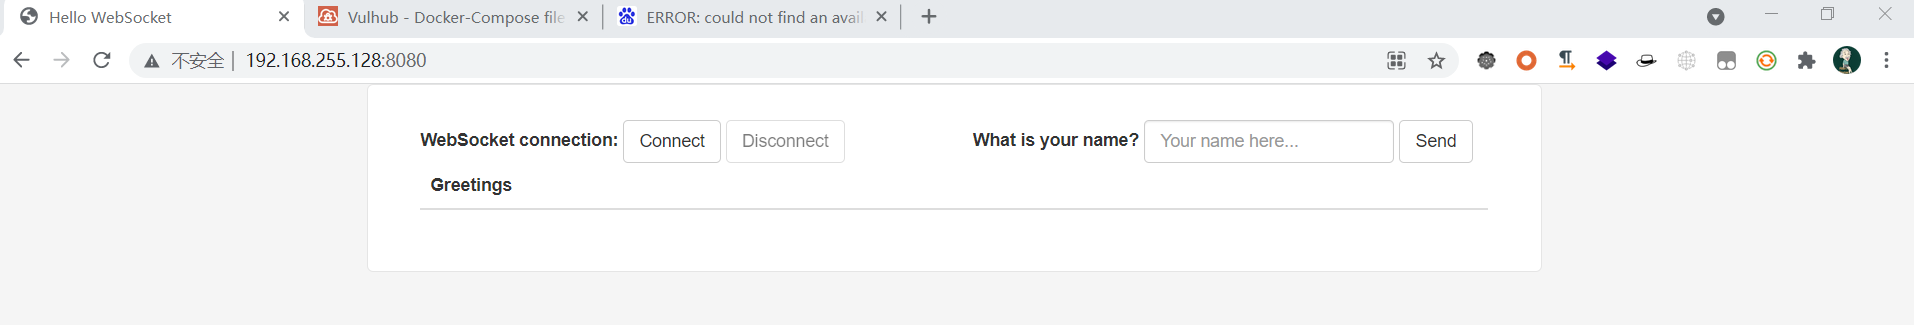 Hello WebSocket
Vulhub - Docker-Compose file
ERROR: could not find an avail
不安全 | 192.168.255.128:8080
WebSocket connection: Connect Disconnect What is your name? Your name here... Send
Greetings